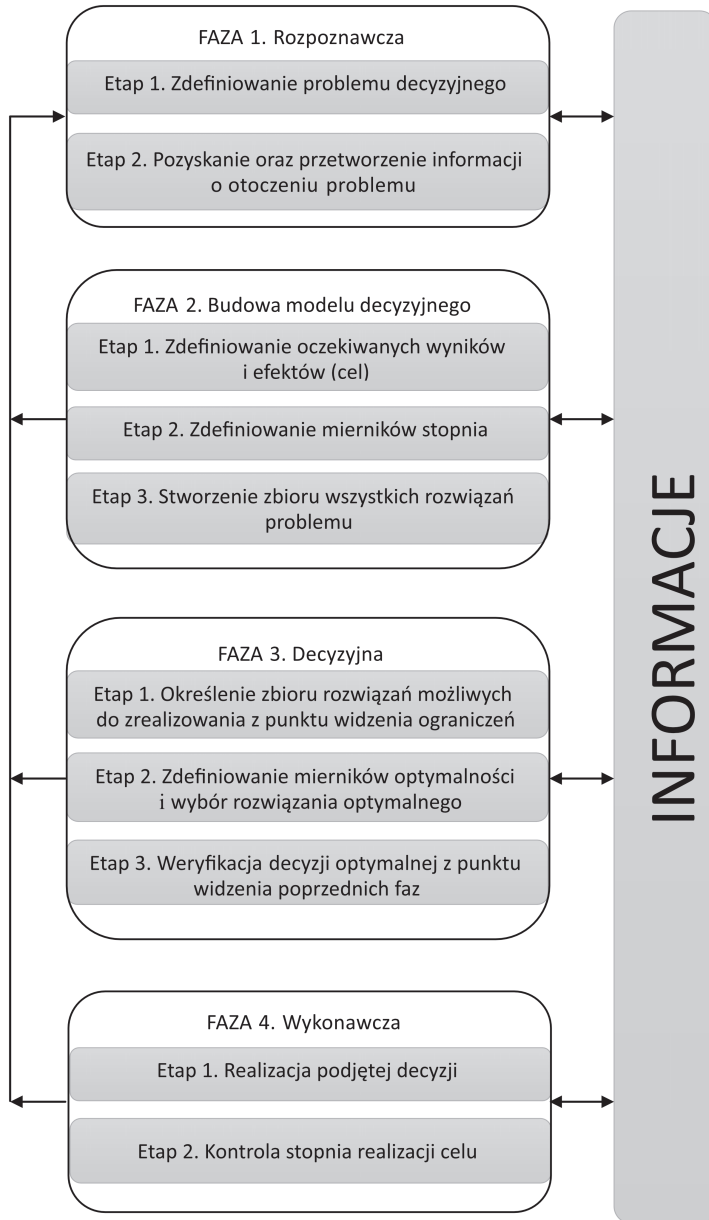 FAZA 1. Rozpoznawcza
Etap 1. Zdefiniowanie problemu decyzyjnego
Etap 2. Pozyskanie oraz przetworzenie informacji
o otoczeniu problemu
FAZA 2. Budowa modelu decyzyjnego
Etap 1. Zdefiniowanie oczekiwanych wyników
i efektów (cel)
Etap 2. Zdefiniowanie mierników stopnia
Etap 3. Stworzenie zbioru wszystkich rozwiązań
problemu
FAZA 3. Decyzyjna
Etap 1. Określenie zbioru rozwiązań możliwych
do zrealizowania z punktu widzenia ograniczeń
Etap 2. Zdefiniowanie mierników optymalności
i wybór rozwiązania optymalnego
Etap 3. Weryfikacja decyzji optymalnej z punktu
widzenia poprzednich faz
FAZA 4. Wykonawcza
Etap 1. Realizacja podjętej decyzji
Etap 2. Kontrola stopnia realizacji celu
INFORMACJE